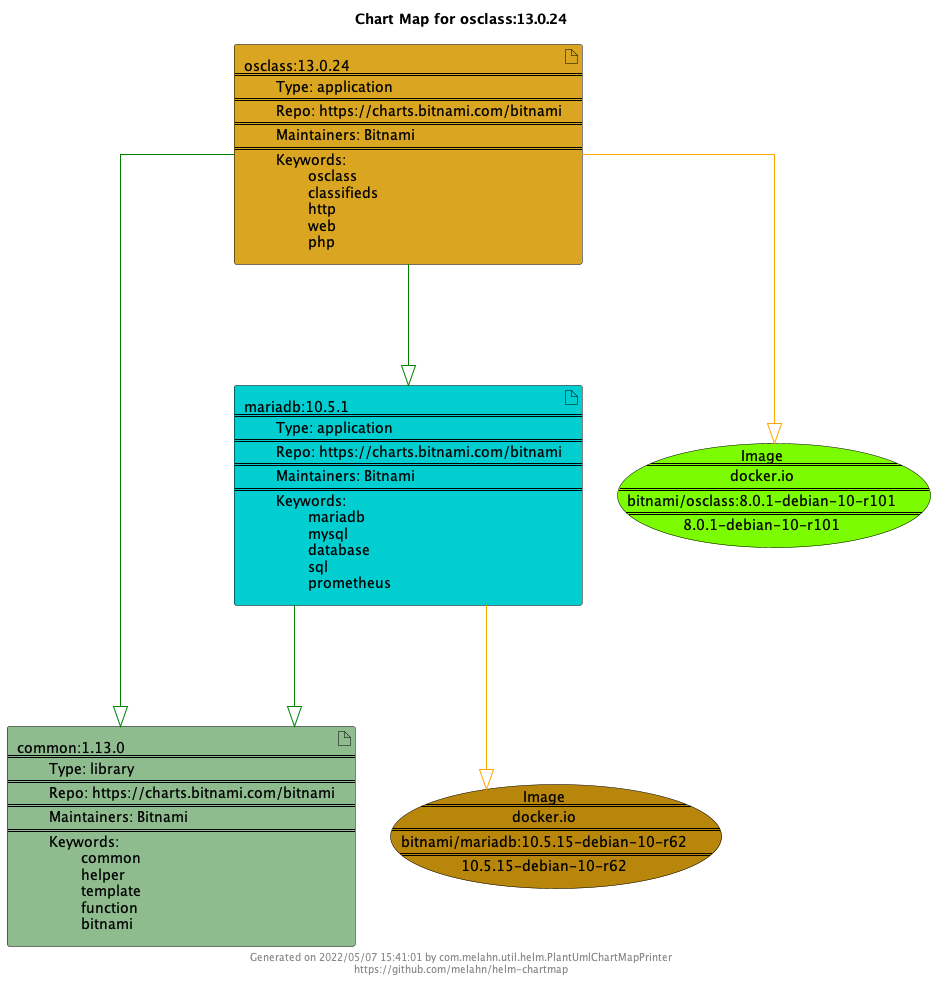 Chart Map for osclass:13.0.24
osclass:13.0.24
Type: application
Repo: https://charts.bitnami.com/bitnami
Maintainers: Bitnami
Keywords:
osclass
classifieds
http
web
php
mariadb:10.5.1
Type: application
Repo: https://charts.bitnami.com/bitnami
Maintainers: Bitnami
Keywords:
mariadb
mysql
database
sql
prometheus
Image
docker.io
bitnami/osclass:8.0.1-debian-10-r101
8.0.1-debian-10-r101
common:1.13.0
Type: library
Repo: https://charts.bitnami.com/bitnami
Maintainers: Bitnami
Keywords:
common
helper
template
function
bitnami
Image
docker.io
bitnami/mariadb:10.5.15-debian-10-r62
10.5.15-debian-10-r62
Generated on 2022/05/07 15:41:01 by com.melahn.util.helm.PlantUmlChartMapPrinter
https://github.com/melahn/helm-chartmap